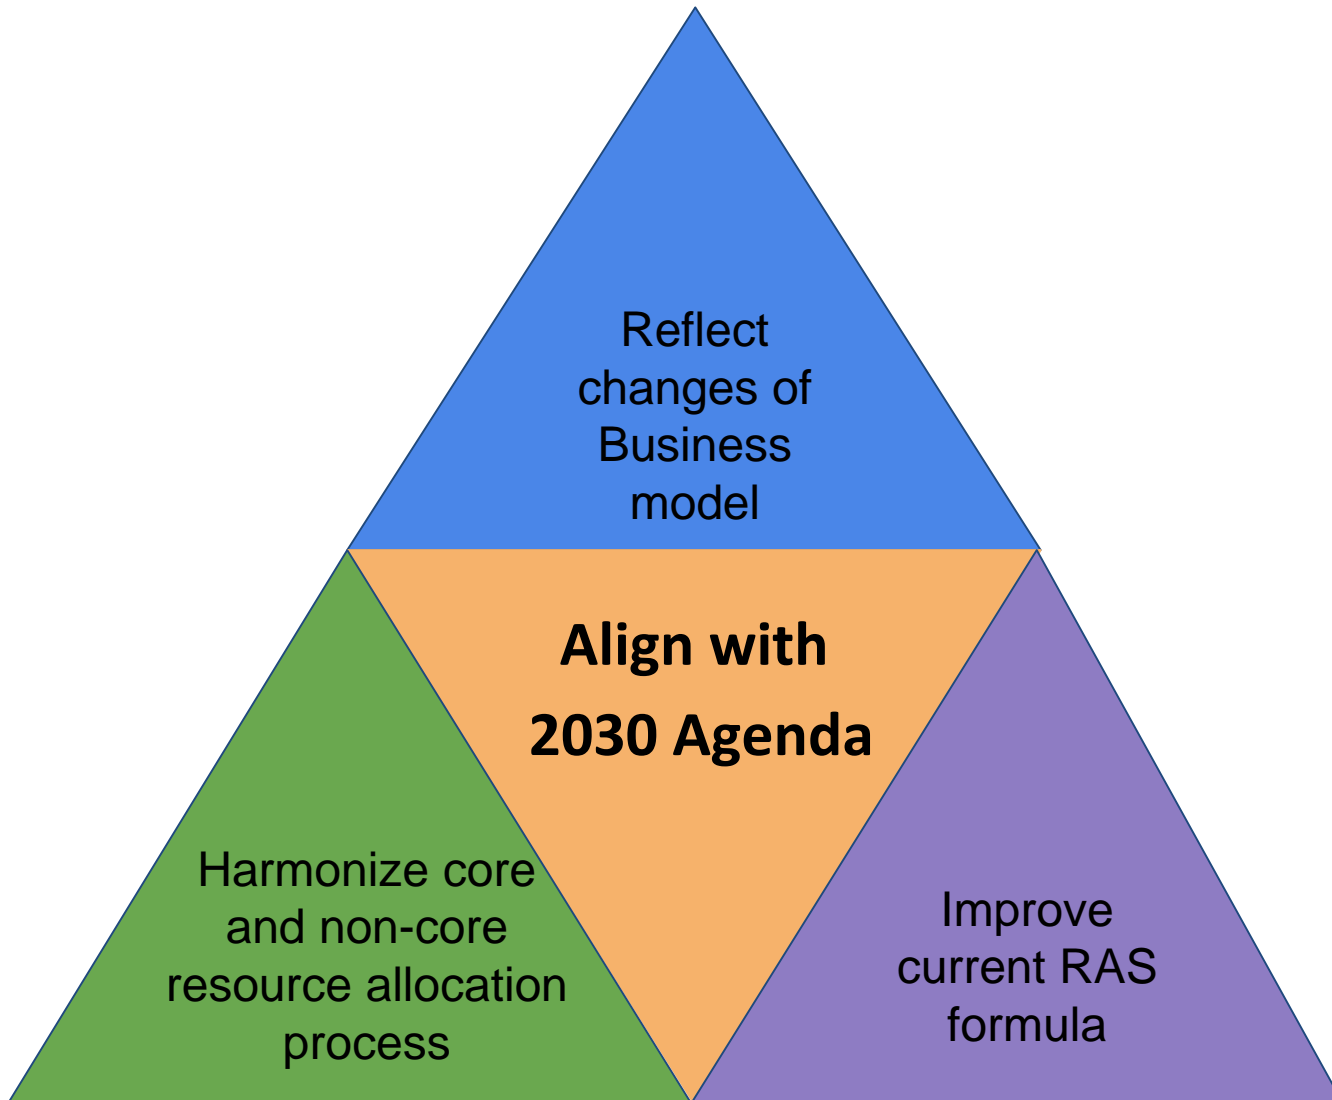 Reflect
changes of
Business
model
Align with
2030 Agenda
Harmonize core
and non-core
resource allocation
process
Improve
current RAS
formula